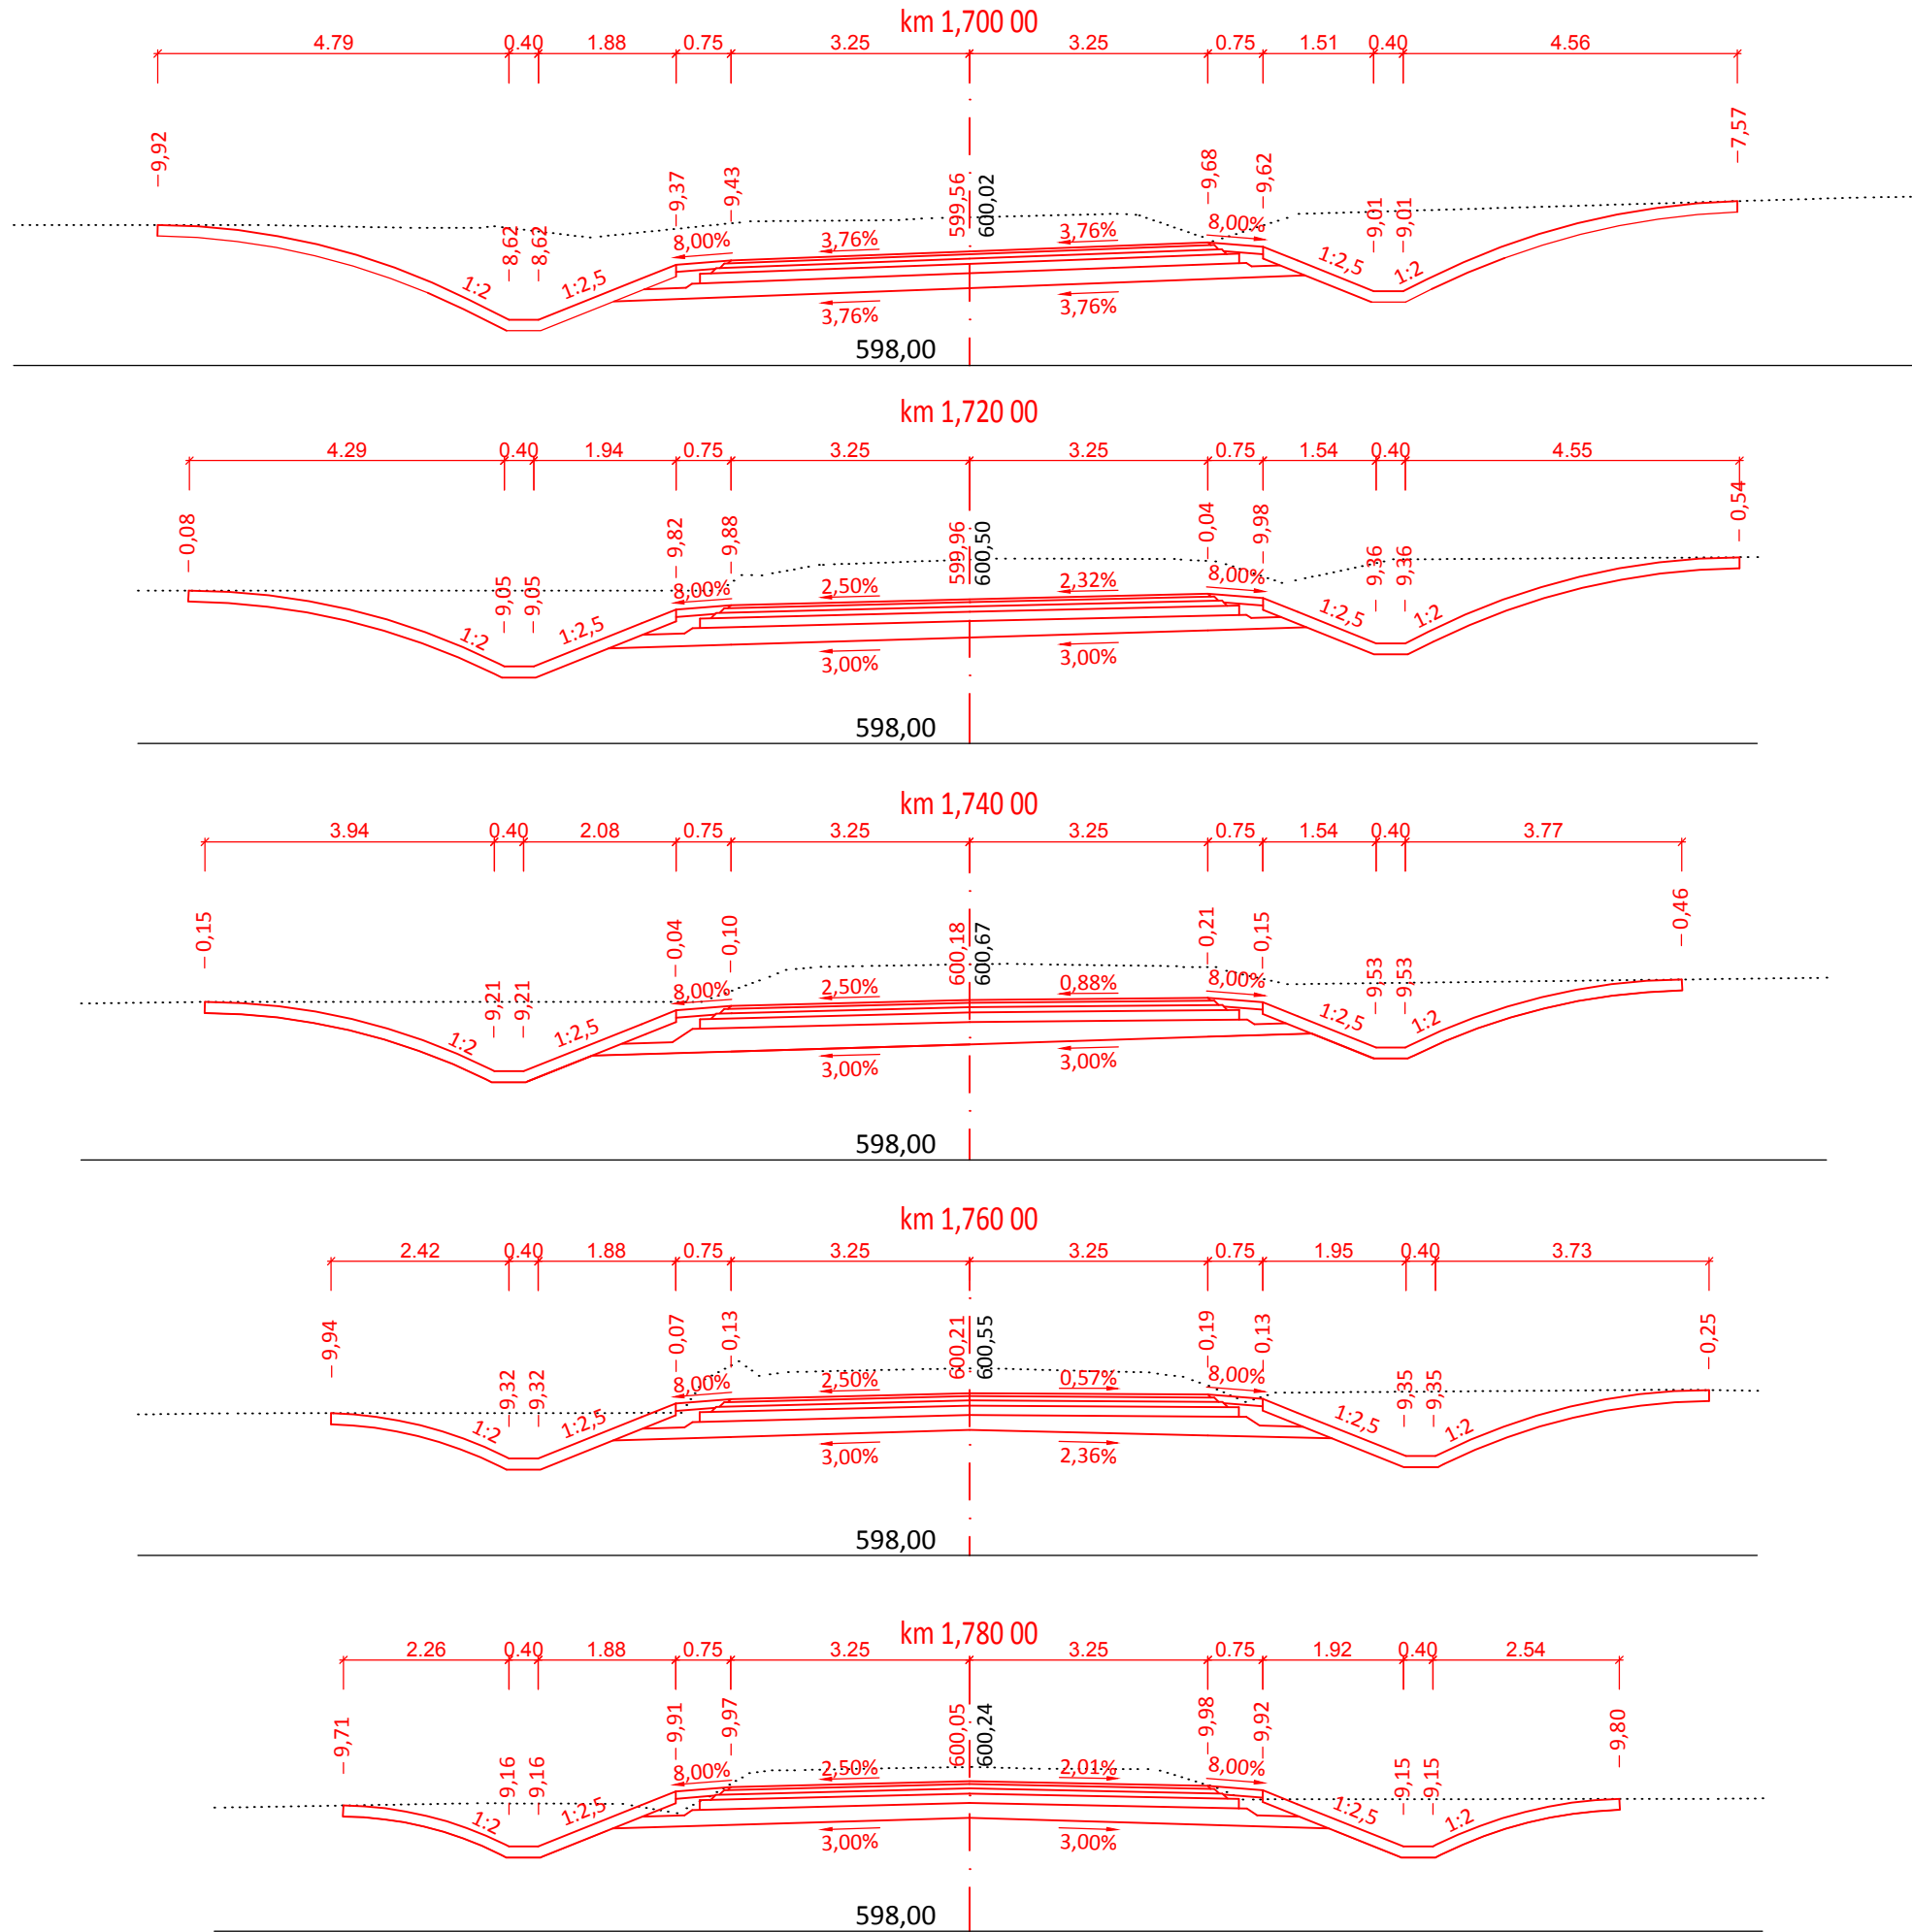 km 1,700 00
4.79 0.40 1.88 0.75 3.25 3.25 0.75 1.51 0.40 4.56
9,92 8,62 8,62 9,37 9,43 599,56 600,02 9,68 9,62 9,01 9,01 7,57
1:2 1:2,5 8,00% 3,76% 3,76% 8,00% 1:2,5 1:2
3,76% 3,76%
598,00
km 1,720 00
4.29 0.40 1.94 0.75 3.25 3.25 0.75 1.54 0.40 4.55
0,08 9,05 9,05 9,82 9,88 599,96 600,50 0,04 9,98 9,36 9,36 0,54
1:2 1:2,5 8,00% 2,50% 2,32% 8,00% 1:2,5 1:2
3,00% 3,00%
598,00
km 1,740 00
3.94 0.40 2.08 0.75 3.25 3.25 0.75 1.54 0.40 3.77
0,15 9,21 9,21 0,04 0,10 600,18 600,67 0,21 0,15 9,53 9,53 0,46
1:2 1:2,5 8,00% 2,50% 0,88% 8,00% 1:2,5 1:2
3,00% 3,00%
598,00
km 1,760 00
2.42 0.40 1.88 0.75 3.25 3.25 0.75 1.95 0.40 3.73
9,94 9,32 9,32 0,07 0,13 600,21 600,55 0,19 0,13 9,35 9,35 0,25
1:2 1:2,5 8,00% 2,50% 0,57% 8,00% 1:2,5 1:2
3,00% 2,36%
598,00
km 1,780 00
2.26 0.40 1.88 0.75 3.25 3.25 0.75 1.92 0.40 2.54
9,71 9,16 9,16 9,91 9,97 600,05 600,24 9,98 9,92 9,15 9,15 9,80
1:2 1:2,5 8,00% 2,50% 2,01% 8,00% 1:2,5 1:2
3,00% 3,00%
598,00